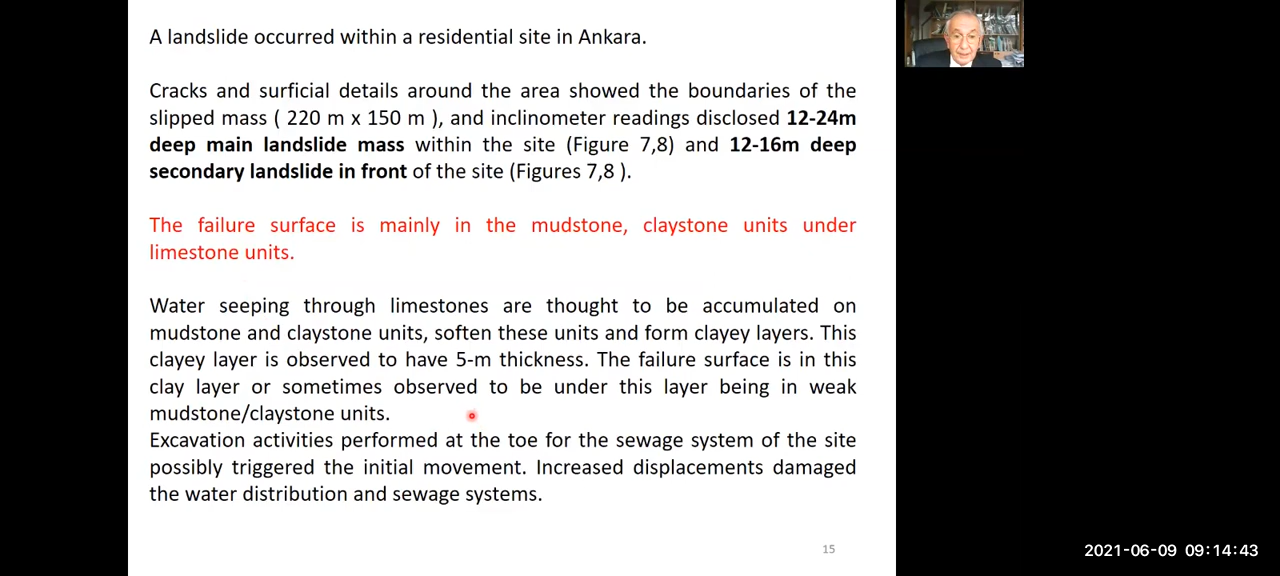 A landslide occurred within a residential site in Ankara.
Cracks and surficial details around the area showed the boundaries of the
slipped mass ( 220 m x 150 m ), and inclinometer readings disclosed 12-24m
deep main landslide mass within the site (Figure 7,8) and 12-16m deep
secondary landslide in front of the site (Figures 7,8 ).
The failure surface is mainly in the mudstone, claystone units under
limestone units.
Water seeping through limestones are thought to be accumulated on
mudstone and claystone units, soften these units and form clayey layers. This
clayey layer is observed to have 5-m thickness. The failure surface is in this
clay layer or sometimes observed to be under this layer being in weak
mudstone/claystone units.
Excavation activities performed at the toe for the sewage system of the site
possibly triggered the initial movement. Increased displacements damaged
the water distribution and sewage systems.
15
2021-06-09 09:14:43